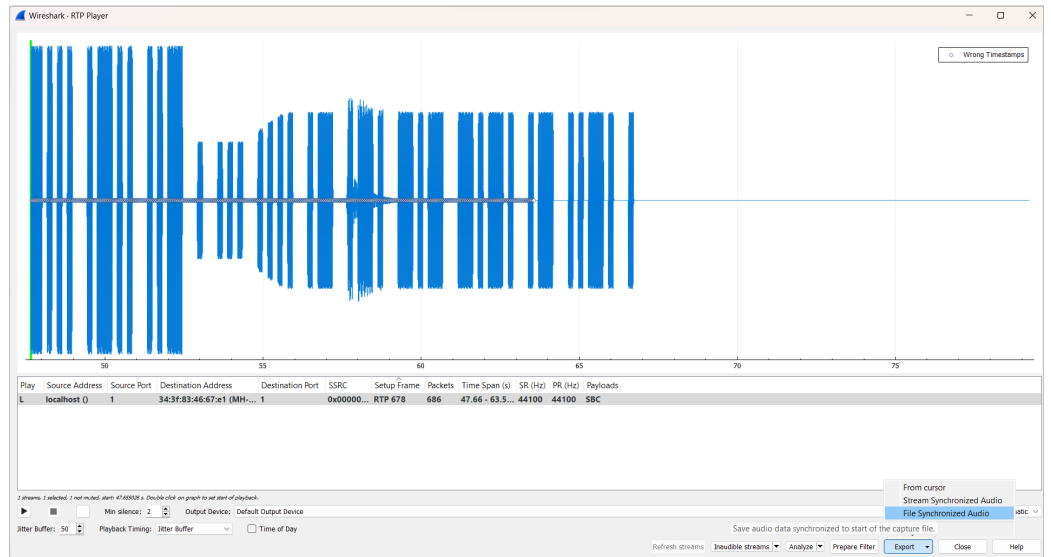 Wireshark - RTP Player
Wrong Timestamps
50 55 60 65 70 75
Play Source Address Source Port Destination Address Destination Port SSRC Setup Frame Packets Time Span (s) SR (Hz) PR (Hz) Payloads
L localhost () 1 34:3f:83:46:67:e1 (MH-... 1 0x00000... RTP 678 686 47.66 - 63.5... 44100 44100 SBC
1 streams, 1 selected, 1 not muted, start: 47.655026 s. Double click on graph to set start of playback.
From cursor
Stream Synchronized Audio
File Synchronized Audio
Min silence: 2 Output Device: Default Output Device atic
Jitter Buffer: 50 Playback Timing: Jitter Buffer Time of Day
Save audio data synchronized to start of the capture file.
Refresh streams Inaudible streams Analyze Prepare Filter Export Close Help